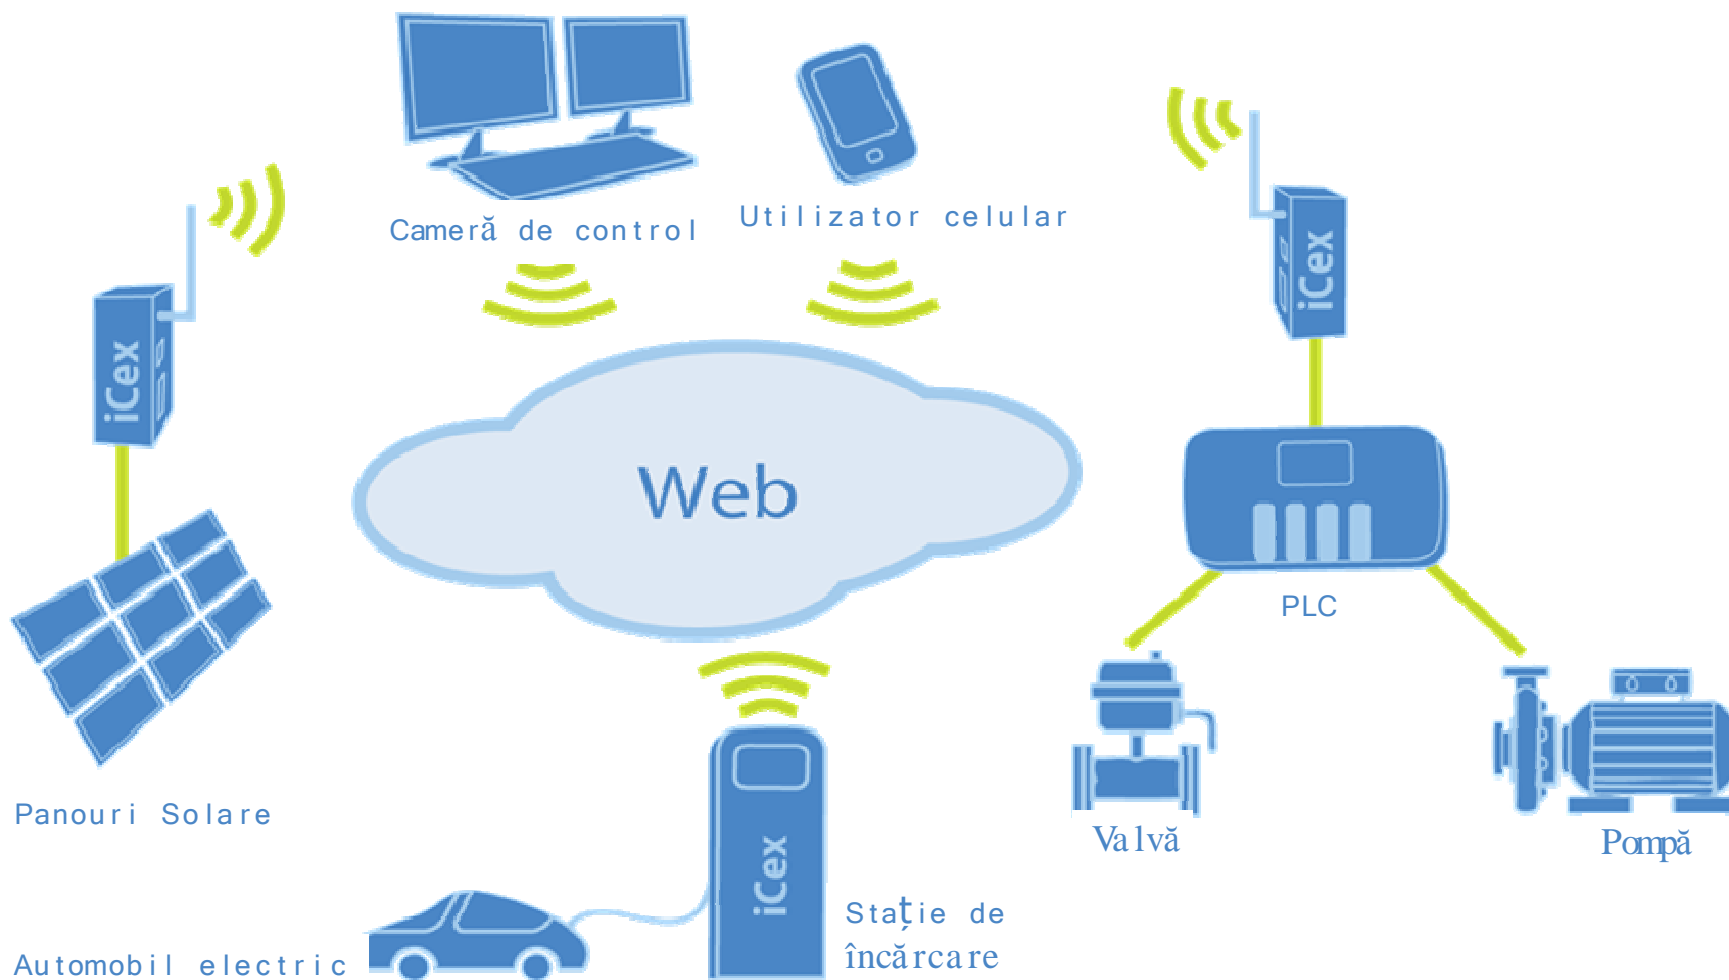 Cameră de control
Utilizator celular
iCex
iCex
Web
PLC
Panouri Solare
Valvă
Pompă
iCex
Stație de
încărcare
Automobil electric